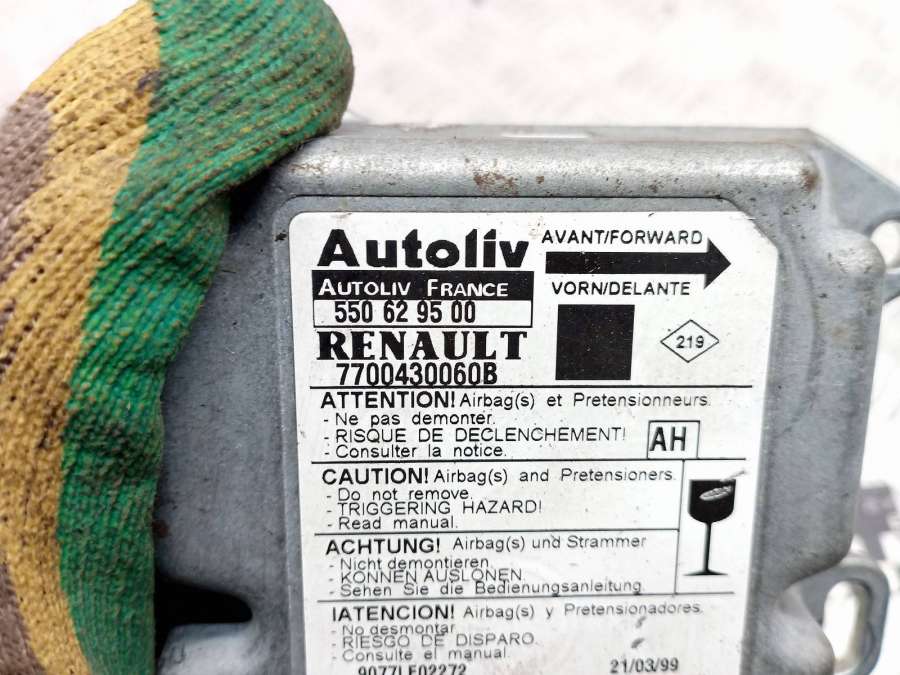 Autoliv
AUTOLIV FRANCE
550 62 95 00
RENAULT
7700430060B
AVANT/FORWARD
VORN/DELANTE
219
ATTENTION! Airbag(s) et Pretensionneurs.
- Ne pas demonter.
- RISQUE DE DECLENCHEMENT!
- Consulter la notice.
AH
CAUTION! Airbag(s) and Pretensioners.
- Do not remove.
- TRIGGERING HAZARD!
- Read manual.
ACHTUNG! Airbag(s) und Strammer
- Nicht demontieren.
- KONNEN AUSLONEN.
- Sehen Sie die Bedienungsanleitung.
IATENCION! Airbag(s) y Pretensionadores.
- No desmontar
- RIESGO DE DISPARO.
- Consulte el manual.
9077LE02272
21/03/99